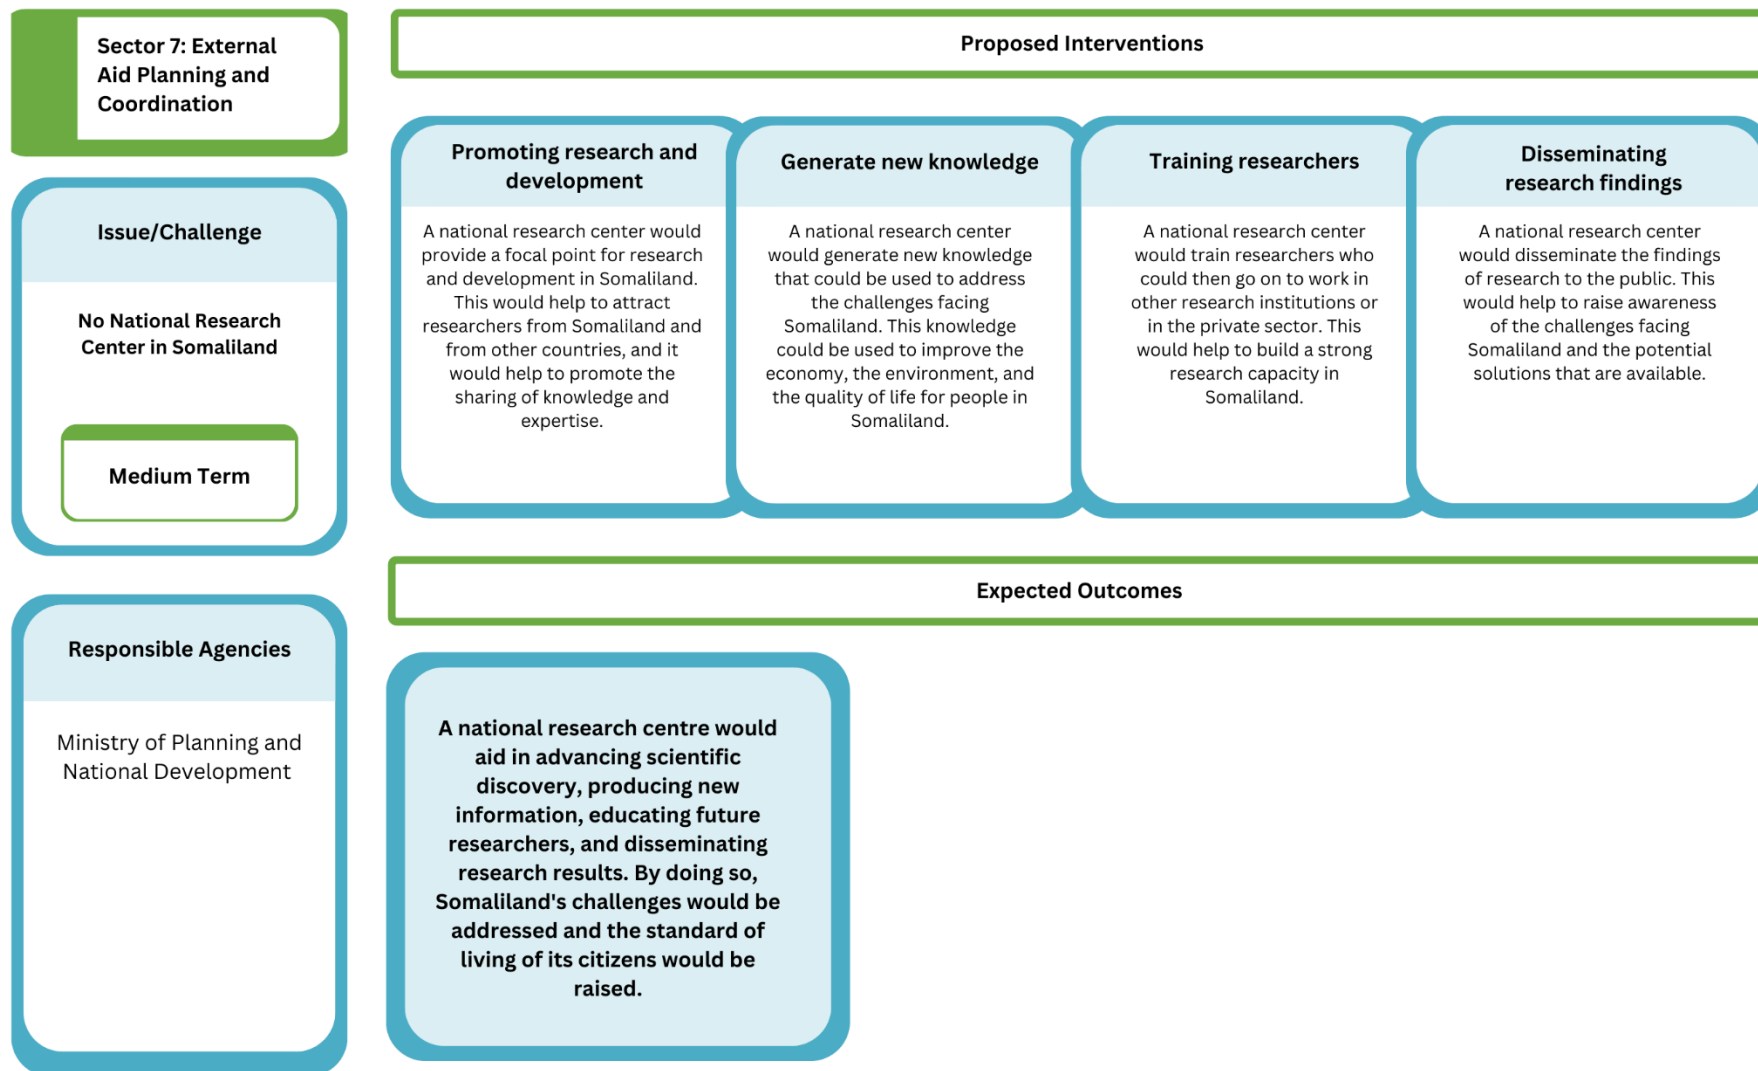 Sector 7: External
Aid Planning and
Coordination
Issue/Challenge
No National Research
Center in Somaliland
Medium Term
Responsible Agencies
Ministry of Planning and
National Development
Proposed Interventions
Promoting research and
development
A national research center would
provide a focal point for research
and development in Somaliland.
This would help to attract
researchers from Somaliland and
from other countries, and it
would help to promote the
sharing of knowledge and
expertise.
Generate new knowledge
A national research center
would generate new knowledge
that could be used to address
the challenges facing
Somaliland. This knowledge
could be used to improve the
economy, the environment, and
the quality of life for people in
Somaliland.
Training researchers
A national research center
would train researchers who
could then go on to work in
other research institutions or
in the private sector. This
would help to build a strong
research capacity in
Somaliland.
Disseminating
research findings
A national research center
would disseminate the findings
of research to the public. This
would help to raise awareness
of the challenges facing
Somaliland and the potential
solutions that are available.
Expected Outcomes
A national research centre would
aid in advancing scientific
discovery, producing new
information, educating future
researchers, and disseminating
research results. By doing so,
Somaliland's challenges would be
addressed and the standard of
living of its citizens would be
raised.